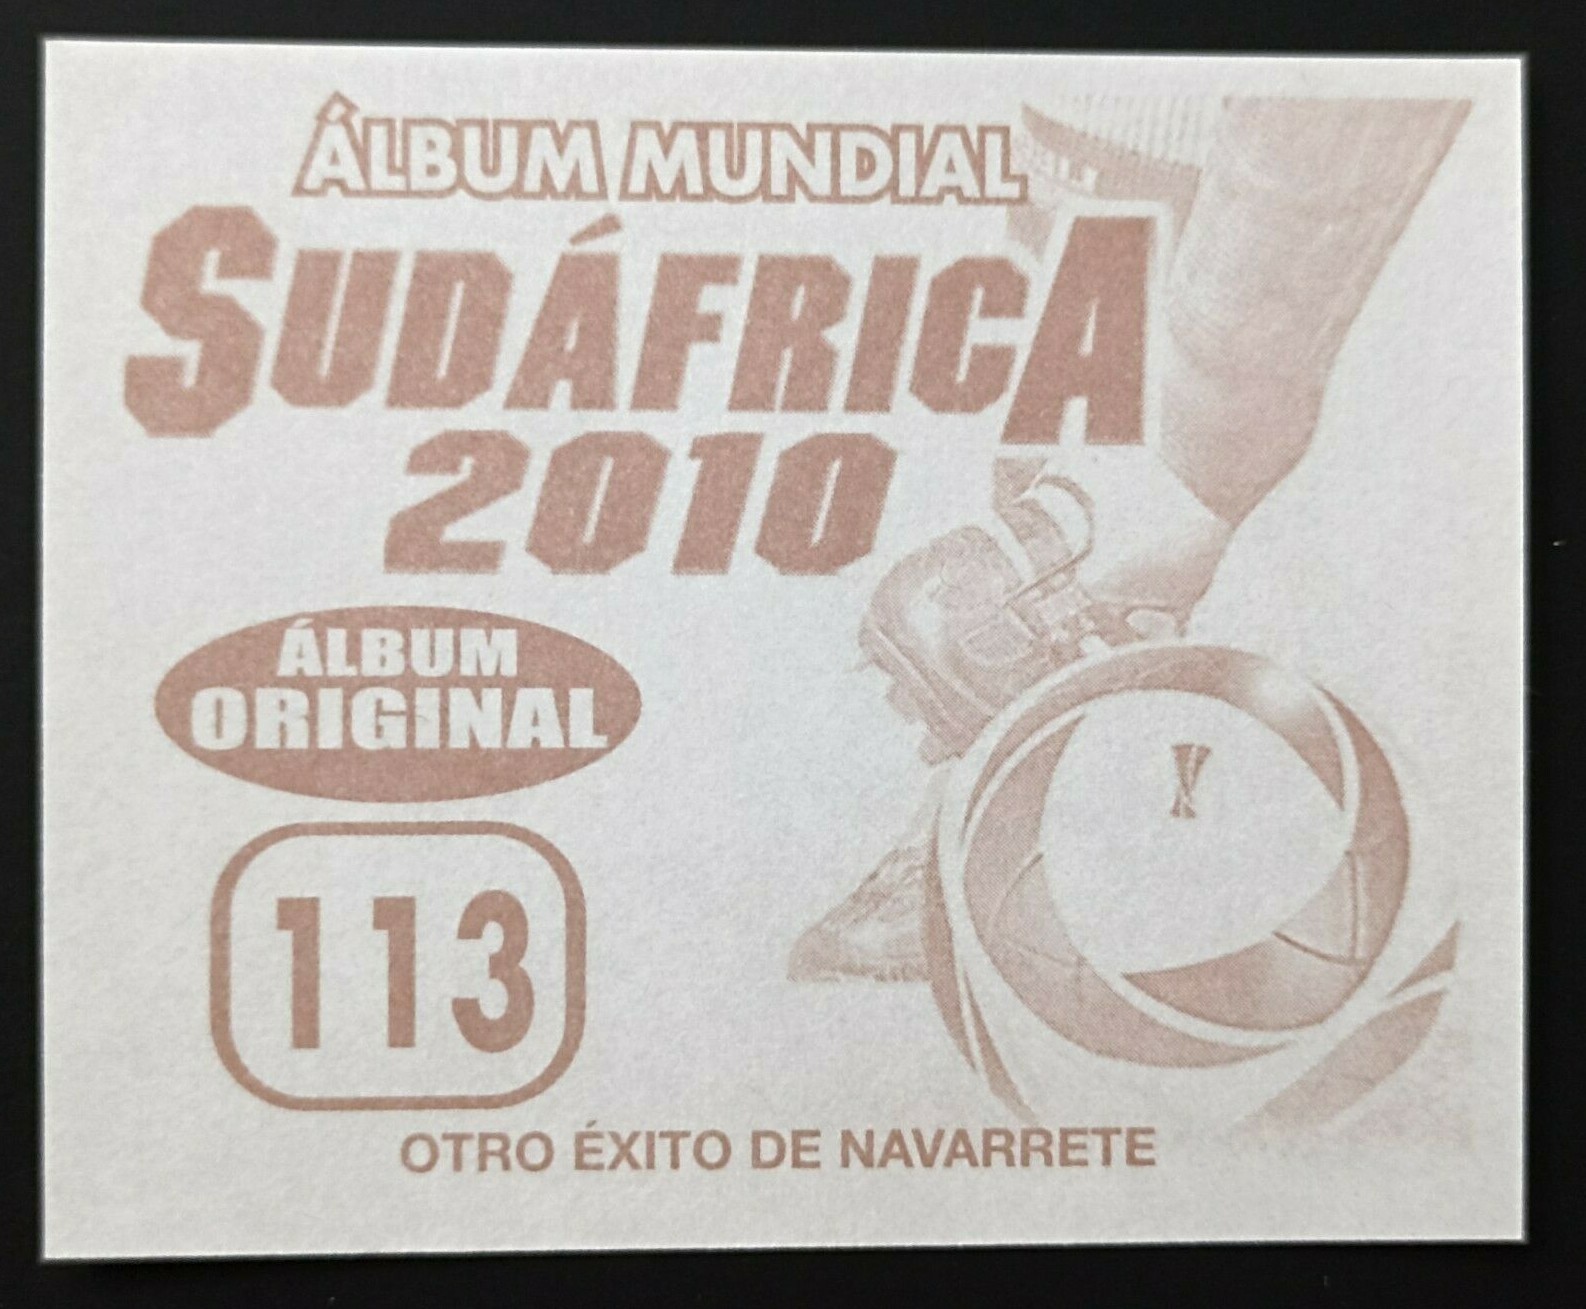 ÁLBUM MUNDIAL
SUDÁFRICA
2010
ÁLBUM
ORIGINAL
113
OTRO ÉXITO DE NAVARRETE